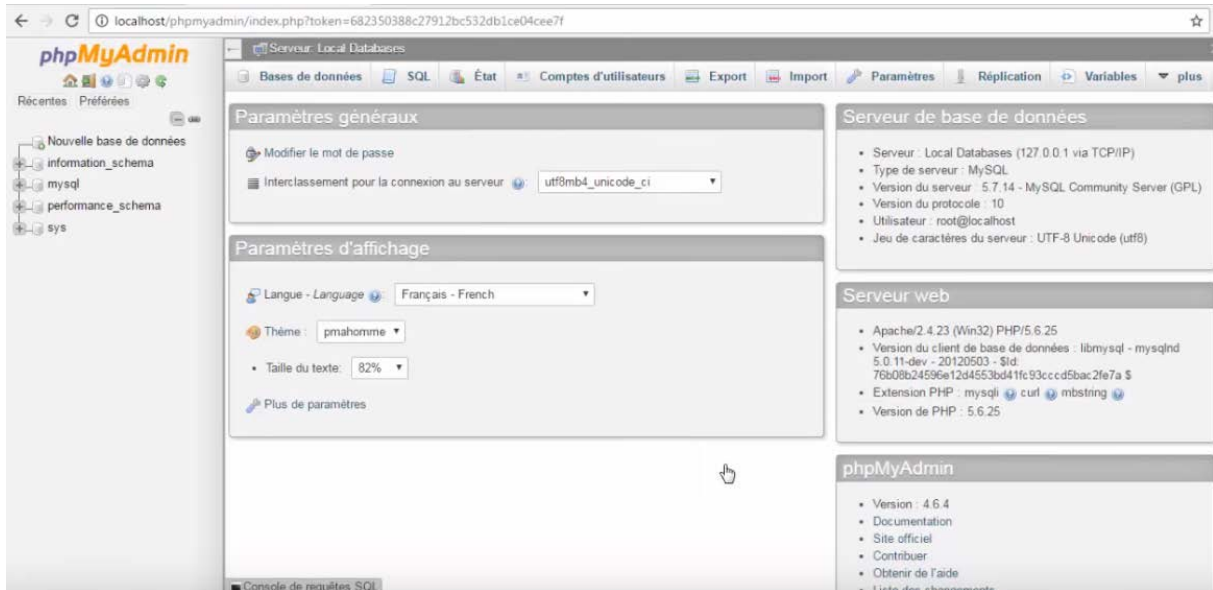 localhost/phpmyadmin/index.php?token=682350388c27912bc532db1ce04cee7f
phpMyAdmin
Récentes Préférées
Nouvelle base de données
information_schema
mysql
performance_schema
sys
Serveur: Local Databases
Bases de données SQL État Comptes d'utilisateurs Export Import Paramètres Réplication Variables plus
Paramètres généraux
Modifier le mot de passe
Interclassement pour la connexion au serveur : utf8mb4_unicode_ci
Paramètres d'affichage
Langue - Language : Français - French
Thème : pmahomme
Taille du texte: 82%
Plus de paramètres
Serveur de base de données
Serveur : Local Databases (127.0.0.1 via TCP/IP)
Type de serveur : MySQL
Version du serveur : 5.7.14 - MySQL Community Server (GPL)
Version du protocole : 10
Utilisateur : root@localhost
Jeu de caractères du serveur : UTF-8 Unicode (utf8)
Serveur web
Apache/2.4.23 (Win32) PHP/5.6.25
Version du client de base de données : libmysql - mysqlnd
5.0.11-dev - 20120503 - $Id:
76b08b24596e12d4553bd41fc93cccd5bac2fe7a $
Extension PHP : mysqli curl mbstring
Version de PHP : 5.6.25
phpMyAdmin
Version : 4.6.4
Documentation
Site officiel
Contribuer
Obtenir de l'aide
Liste des changements
Console de requêtes SQL